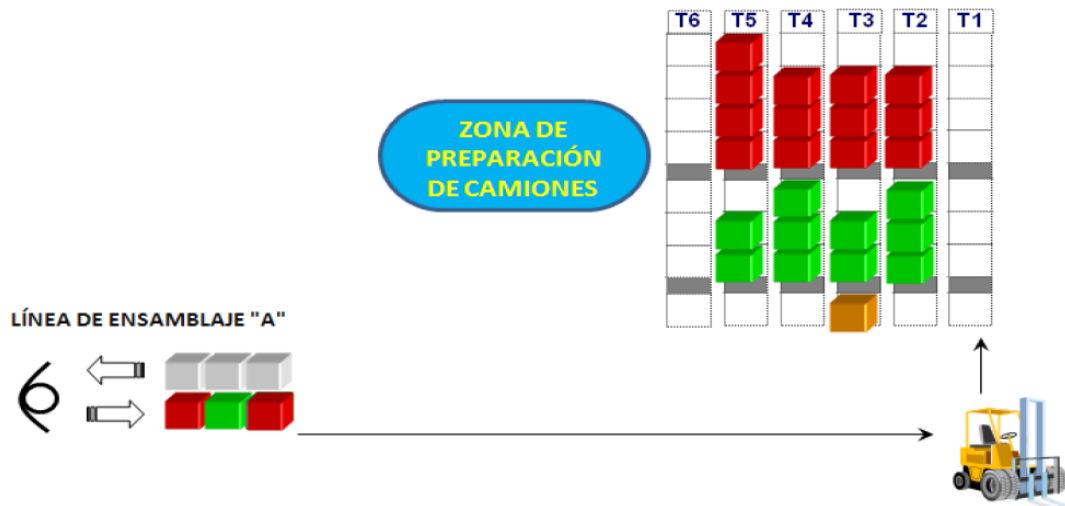 T6 T5 T4 T3 T2 T1
ZONA DE
PREPARACIÓN
DE CAMIONES
LÍNEA DE ENSAMBLAJE "A"